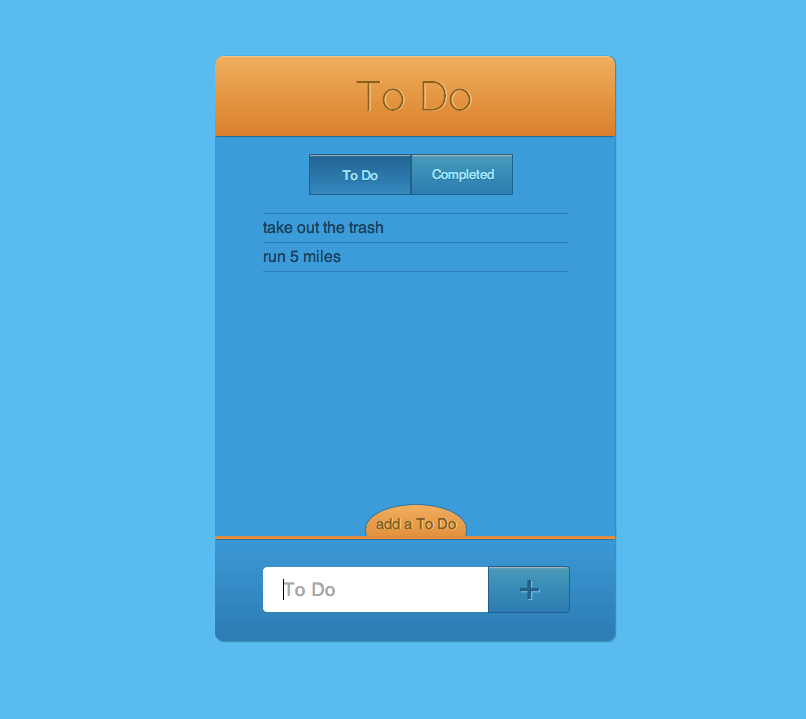 To Do
To Do
Completed
take out the trash
run 5 miles
add a To Do
To Do
+